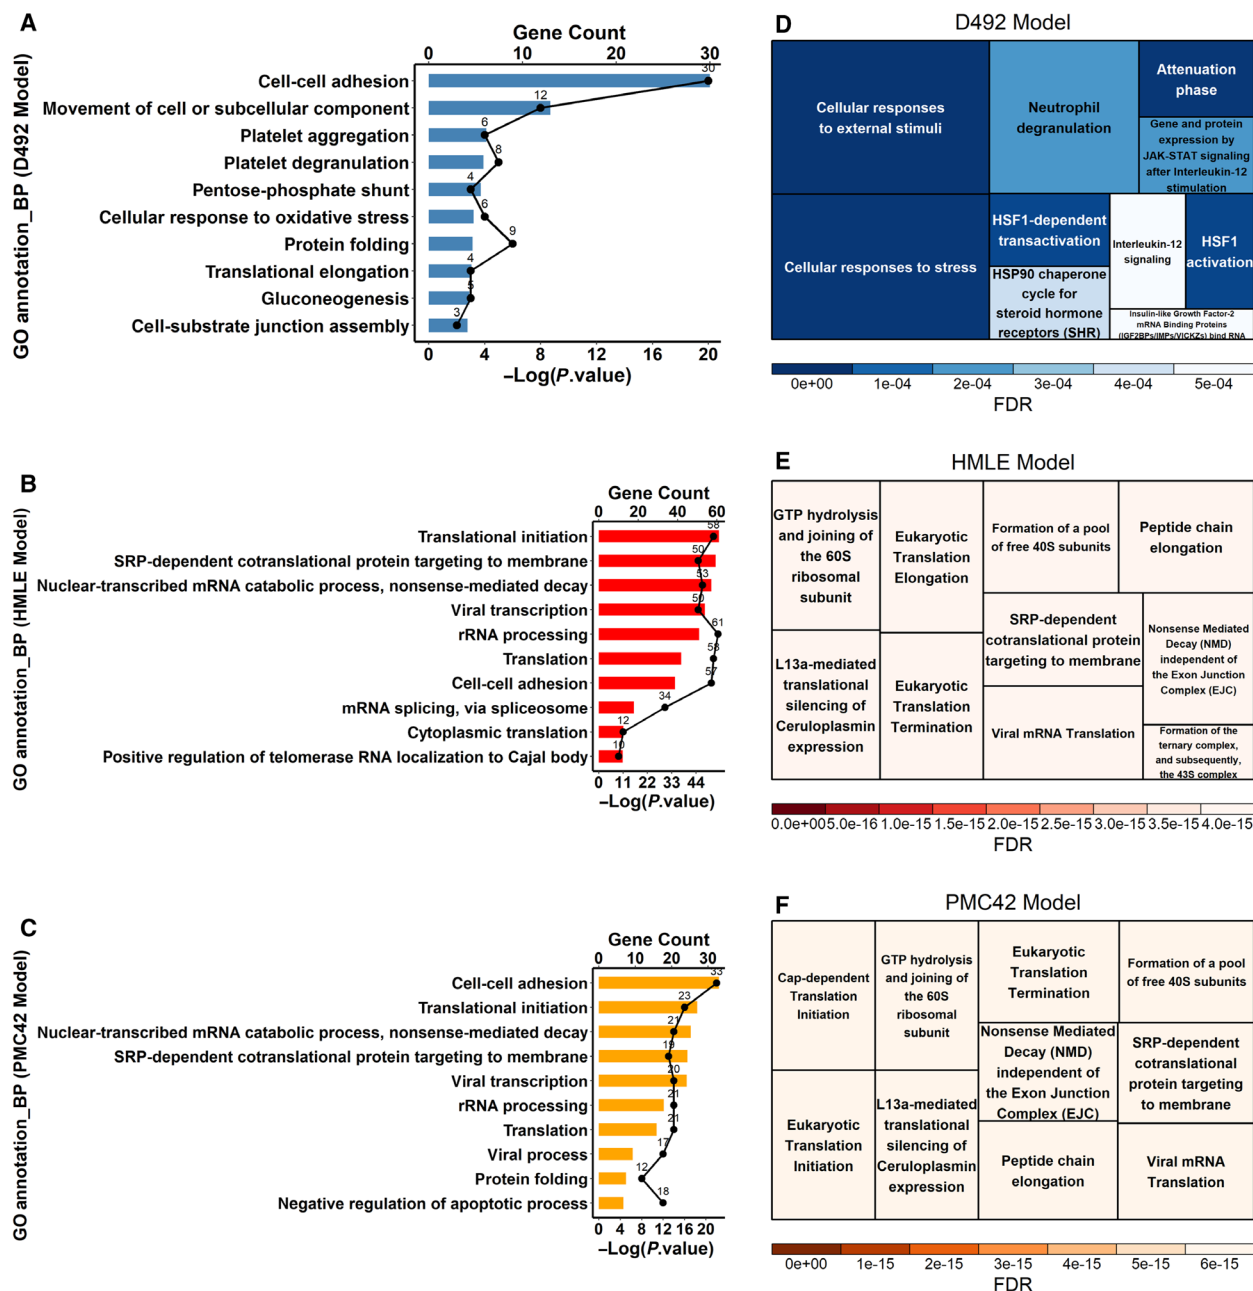 A
Gene Count
0 10 20 30
GO annotation_BP (D492 Model)
Cell-cell adhesion
Movement of cell or subcellular component
Platelet aggregation
Platelet degranulation
Pentose-phosphate shunt
Cellular response to oxidative stress
Protein folding
Translational elongation
Gluconeogenesis
Cell-substrate junction assembly
30
12
6
8
4
6
9
4
5
3
0 4 8 12 16 20
–Log(P.value)
B
Gene Count
0 20 40 60
GO annotation_BP (HMLE Model)
Translational initiation
SRP-dependent cotranslational protein targeting to membrane
Nuclear-transcribed mRNA catabolic process, nonsense-mediated decay
Viral transcription
rRNA processing
Translation
Cell-cell adhesion
mRNA splicing, via spliceosome
Cytoplasmic translation
Positive regulation of telomerase RNA localization to Cajal body
58
50
53
50
61
58
57
34
12
10
0 11 22 33 44
–Log(P.value)
C
Gene Count
0 10 20 30
GO annotation_BP (PMC42 Model)
Cell-cell adhesion
Translational initiation
Nuclear-transcribed mRNA catabolic process, nonsense-mediated decay
SRP-dependent cotranslational protein targeting to membrane
Viral transcription
rRNA processing
Translation
Viral process
Protein folding
Negative regulation of apoptotic process
33
23
21
19
20
21
21
17
12
18
0 4 8 12 16 20
–Log(P.value)
D
D492 Model
Cellular responses
to external stimuli
Neutrophil
degranulation
Attenuation
phase
Gene and protein
expression by
JAK-STAT signaling
after Interleukin-12
stimulation
Cellular responses to stress
HSF1-dependent
transactivation
HSP90 chaperone
cycle for
steroid hormone
receptors (SHR)
Interleukin-12
signaling
HSF1
activation
Insulin-like Growth Factor-2
mRNA Binding Proteins
(IGF2BPs/IMPs/VICKZs) bind RNA
0e+00 1e-04 2e-04 3e-04 4e-04 5e-04
FDR
E
HMLE Model
GTP hydrolysis
and joining of
the 60S
ribosomal
subunit
Eukaryotic
Translation
Elongation
Formation of a pool
of free 40S subunits
Peptide chain
elongation
L13a-mediated
translational
silencing of
Ceruloplasmin
expression
Eukaryotic
Translation
Termination
SRP-dependent
cotranslational protein
targeting to membrane
Viral mRNA Translation
Nonsense Mediated
Decay (NMD)
independent of
the Exon Junction
Complex (EJC)
Formation of the
ternary complex,
and subsequently,
the 43S complex
0.0e+00 5.0e-16 1.0e-15 1.5e-15 2.0e-15 2.5e-15 3.0e-15 3.5e-15 4.0e-15
FDR
F
PMC42 Model
Cap-dependent
Translation
Initiation
GTP hydrolysis
and joining of
the 60S
ribosomal
subunit
Eukaryotic
Translation
Termination
Formation of a pool
of free 40S subunits
Eukaryotic
Translation
Initiation
L13a-mediated
translational
silencing of
Ceruloplasmin
expression
Nonsense Mediated
Decay (NMD)
independent of
the Exon Junction
Complex (EJC)
Peptide chain
elongation
SRP-dependent
cotranslational
protein targeting
to membrane
Viral mRNA
Translation
0e+00 1e-15 2e-15 3e-15 4e-15 5e-15 6e-15
FDR